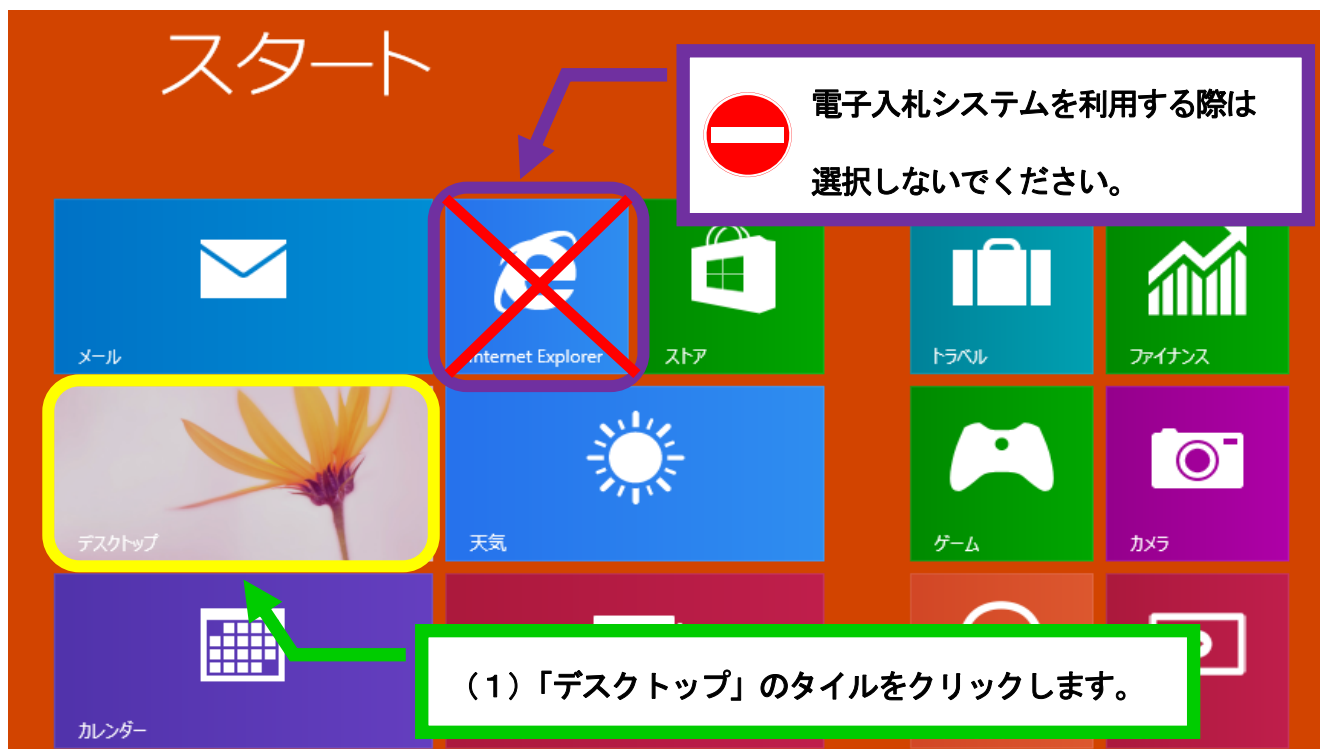 スタート
電子入札システムを利用する際は
選択しないでください。
メール
Internet Explorer
ストア
トラベル
ファイナンス
デスクトップ
天気
ゲーム
カメラ
(1)「デスクトップ」のタイルをクリックします。
カレンダー